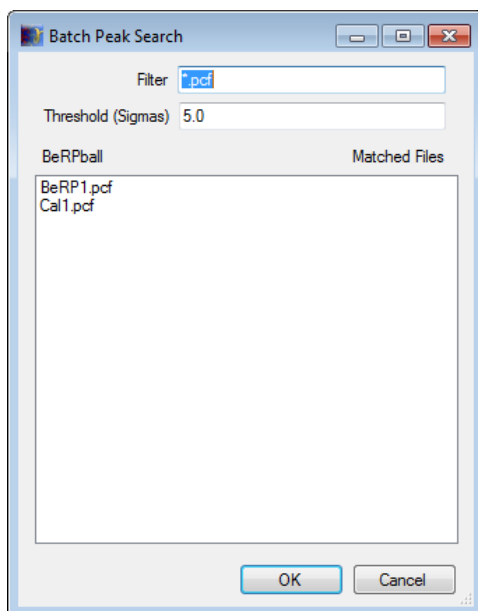 Batch Peak Search
Filter *.pcf
Threshold (Sigmas) 5.0
BeRPball Matched Files
BeRP1.pcf
Cal1.pcf
OK Cancel